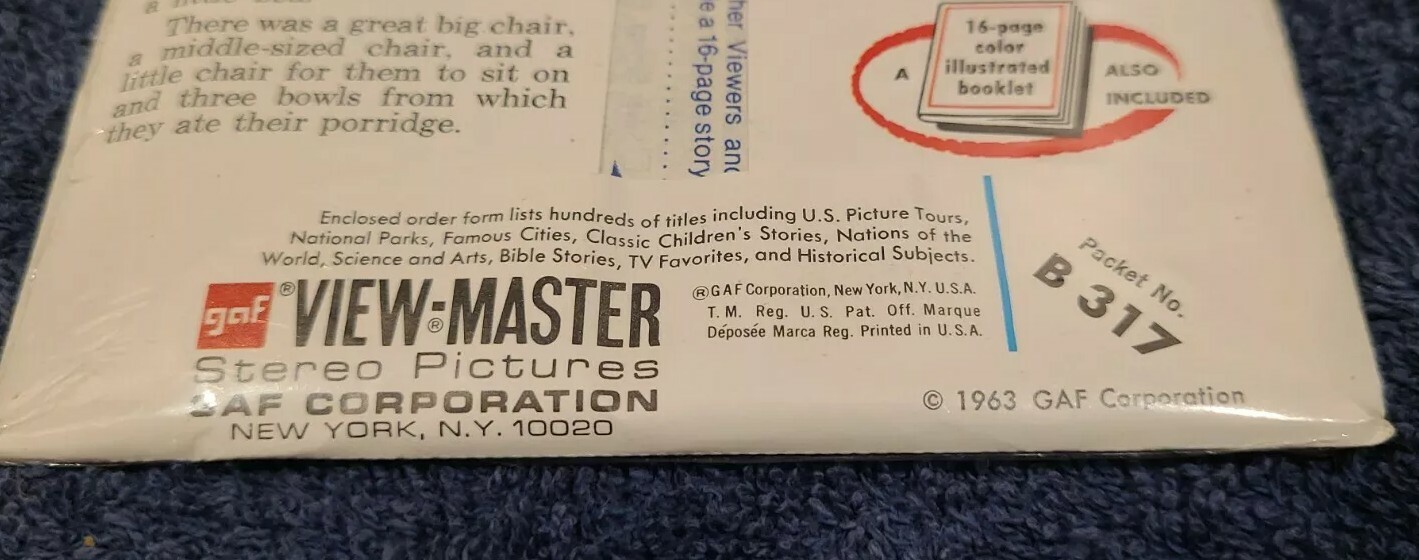 There was a great big chair,
a middle-sized chair, and a
little chair for them to sit on
and three bowls from which
they ate their porridge.
her Viewers and
e a 16-page story
A
16-page
color
illustrated
booklet
ALSO
INCLUDED
Enclosed order form lists hundreds of titles including U.S. Picture Tours,
National Parks, Famous Cities, Classic Children's Stories, Nations of the
World, Science and Arts, Bible Stories, TV Favorites, and Historical Subjects.
gaf ® VIEW-MASTER ®
Stereo Pictures
GAF CORPORATION
NEW YORK, N.Y. 10020
® GAF Corporation, New York, N.Y. U.S.A.
T. M. Reg. U. S. Pat. Off. Marque
Déposée Marca Reg. Printed in U.S.A.
Packet No.
B 317
© 1963 GAF Corporation